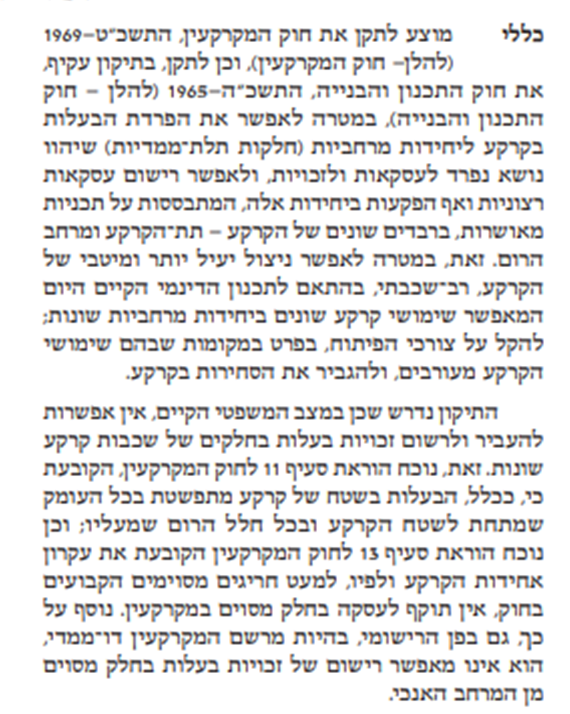 כללי מוצע לתקן את חוק המקרקעין, התשכ"ט–1969
(להלן– חוק המקרקעין), וכן לתקן, בתיקון עקיף,
את חוק התכנון והבנייה, התשכ"ה–1965 (להלן – חוק
התכנון והבנייה), במטרה לאפשר את הפרדת הבעלות
בקרקע ליחידות מרחביות (חלקות תלת־ממדיות) שיהוו
נושא נפרד לעסקאות ולזכויות, ולאפשר רישום עסקאות
רצוניות ואף הפקעות ביחידות אלה, המתבססות על תכניות
מאושרות, ברבדים שונים של הקרקע – תת־הקרקע ומרחב
הרום. זאת, במטרה לאפשר ניצול יעיל יותר ומיטבי של
הקרקע, רב־שכבתי, בהתאם לתכנון הדינמי הקיים היום
המאפשר שימושי קרקע שונים ביחידות מרחביות שונות;
להקל על צורכי הפיתוח, בפרט במקומות שבהם שימושי
הקרקע מעורבים, ולהגביר את הסחירות בקרקע.
התיקון נדרש שכן במצב המשפטי הקיים, אין אפשרות
להעביר ולרשום זכויות בעלות בחלקים של שכבות קרקע
שונות. זאת, נוכח הוראת סעיף 11 לחוק המקרקעין, הקובעת
כי, ככלל, הבעלות בשטח של קרקע מתפשטת בכל העומק
שמתחת לשטח הקרקע ובכל חלל הרום שמעליו; וכן
נוכח הוראת סעיף 13 לחוק המקרקעין הקובעת את עקרון
אחידות הקרקע ולפיו, למעט חריגים מסוימים הקבועים
בחוק, אין תוקף לעסקה בחלק מסוים במקרקעין. נוסף על
כך, גם בפן הרישומי, בהיות מרשם המקרקעין דו־ממדי,
הוא אינו מאפשר רישום של זכויות בעלות בחלק מסוים
מן המרחב האנכי.